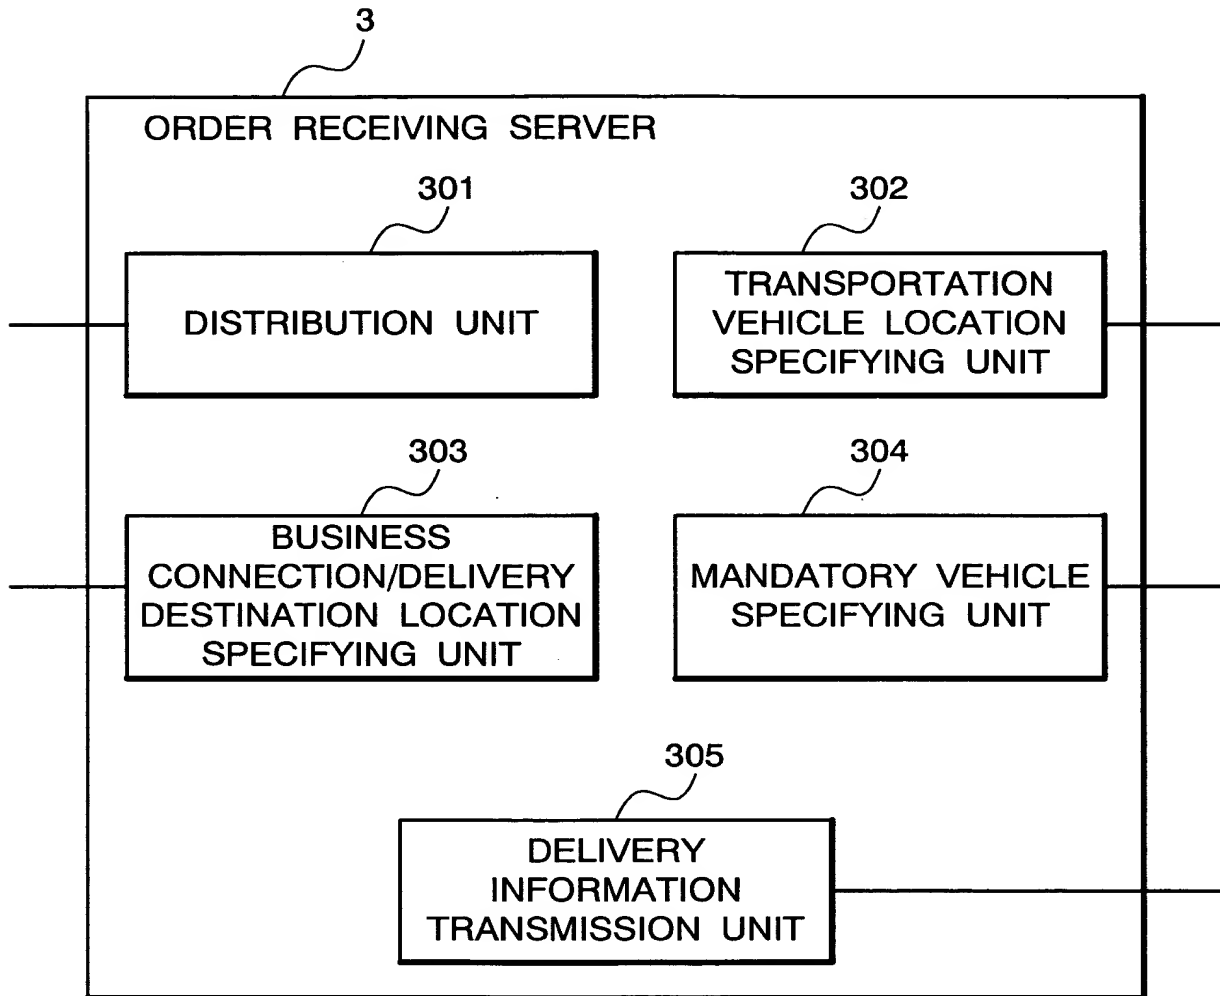 3
ORDER RECEIVING SERVER
301
302
DISTRIBUTION UNIT
TRANSPORTATION
VEHICLE LOCATION
SPECIFYING UNIT
303
304
BUSINESS
CONNECTION/DELIVERY
DESTINATION LOCATION
SPECIFYING UNIT
MANDATORY VEHICLE
SPECIFYING UNIT
305
DELIVERY
INFORMATION
TRANSMISSION UNIT